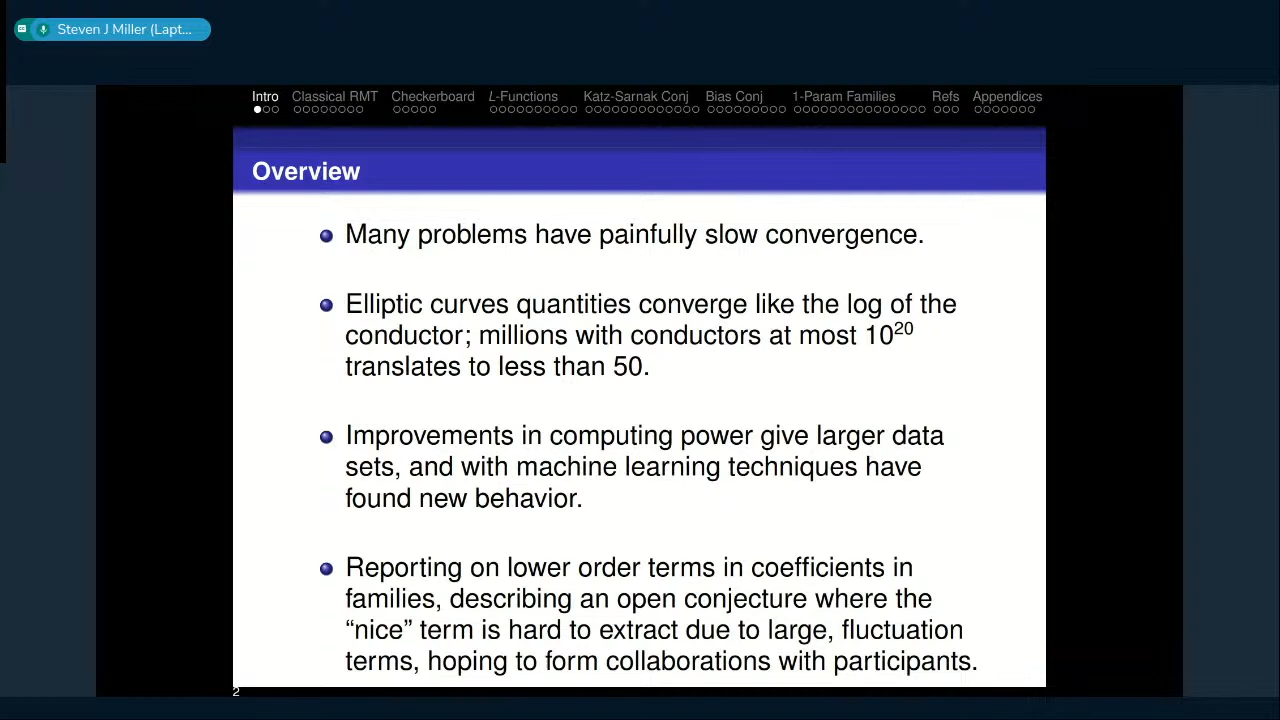 Steven J Miller (Lapt...
Intro Classical RMT Checkerboard L-Functions Katz-Sarnak Conj Bias Conj 1-Param Families Refs Appendices
Overview
Many problems have painfully slow convergence.
Elliptic curves quantities converge like the log of the
conductor; millions with conductors at most 10²⁰
translates to less than 50.
Improvements in computing power give larger data
sets, and with machine learning techniques have
found new behavior.
Reporting on lower order terms in coefficients in
families, describing an open conjecture where the
“nice” term is hard to extract due to large, fluctuation
terms, hoping to form collaborations with participants.
2